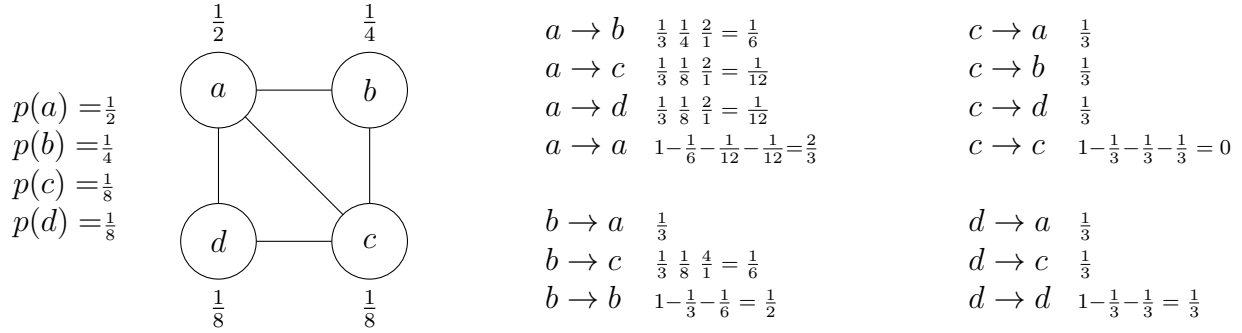 p(a) = 1/2
p(b) = 1/4
p(c) = 1/8
p(d) = 1/8
1/2 1/4
a b
d c
1/8 1/8
a → b 1/3 1/4 2/1 = 1/6
a → c 1/3 1/8 2/1 = 1/12
a → d 1/3 1/8 2/1 = 1/12
a → a 1−1/6−1/12−1/12=2/3
b → a 1/3
b → c 1/3 1/8 4/1 = 1/6
b → b 1−1/3−1/6 = 1/2
c → a 1/3
c → b 1/3
c → d 1/3
c → c 1−1/3−1/3−1/3 = 0
d → a 1/3
d → c 1/3
d → d 1−1/3−1/3 = 1/3